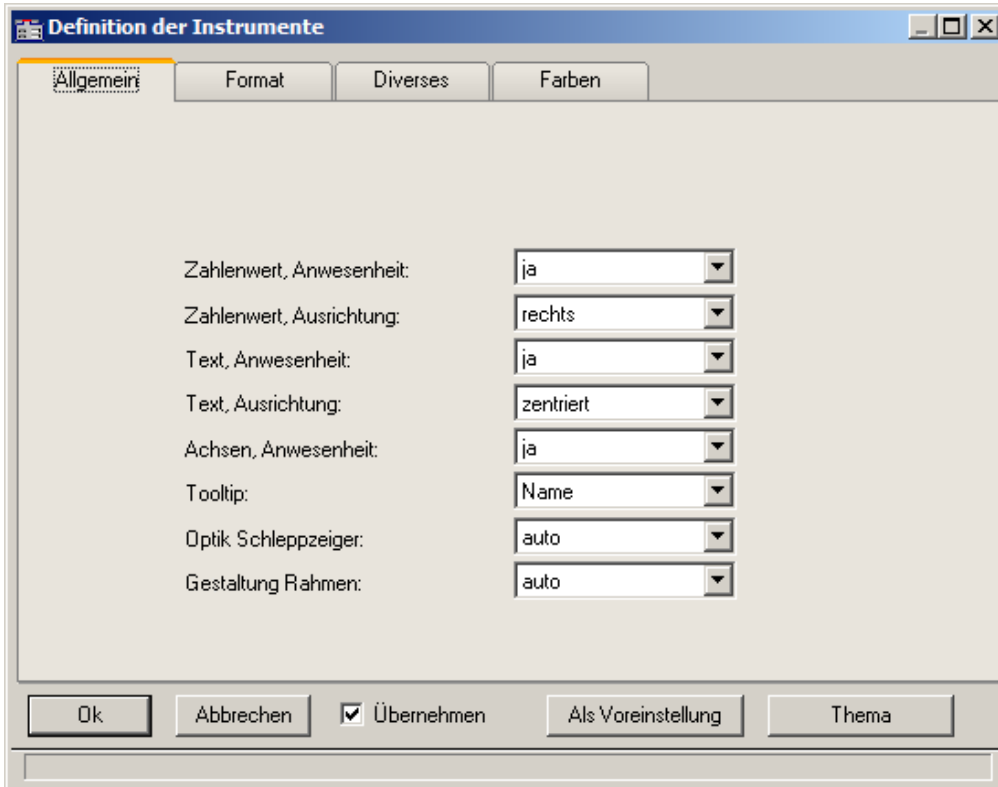 Definition der Instrumente
Allgemein Format Diverses Farben
Zahlenwert, Anwesenheit: ja
Zahlenwert, Ausrichtung: rechts
Text, Anwesenheit: ja
Text, Ausrichtung: zentriert
Achsen, Anwesenheit: ja
Tooltip: Name
Optik Schleppzeiger: auto
Gestaltung Rahmen: auto
Ok Abbrechen Übernehmen Als Voreinstellung Thema